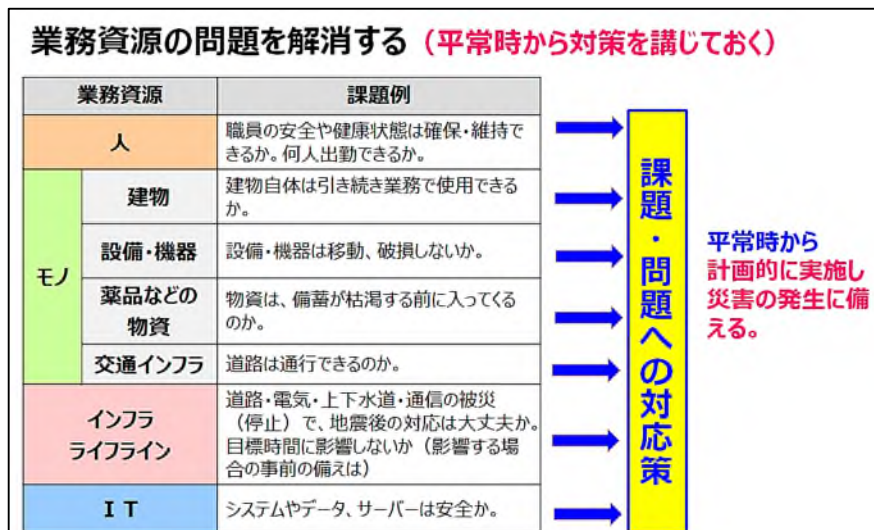 業務資源の問題を解消する（平常時から対策を講じておく）
業務資源 課題例
人
職員の安全や健康状態は確保・維持で
きるか。何人出勤できるか。
モノ
建物
建物自体は引き続き業務で使用できる
か。
設備・機器
設備・機器は移動、破損しないか。
薬品などの
物資
物資は、備蓄が枯渇する前に入ってくる
のか。
交通インフラ
道路は通行できるのか。
インフラ
ライフライン
道路・電気・上下水道・通信の被災
（停止）で、地震後の対応は大丈夫か。
目標時間に影響しないか（影響する場
合の事前の備えは）
ＩＴ
システムやデータ、サーバーは安全か。
課題・問題への対応策
平常時から
計画的に実施し
災害の発生に備
える。